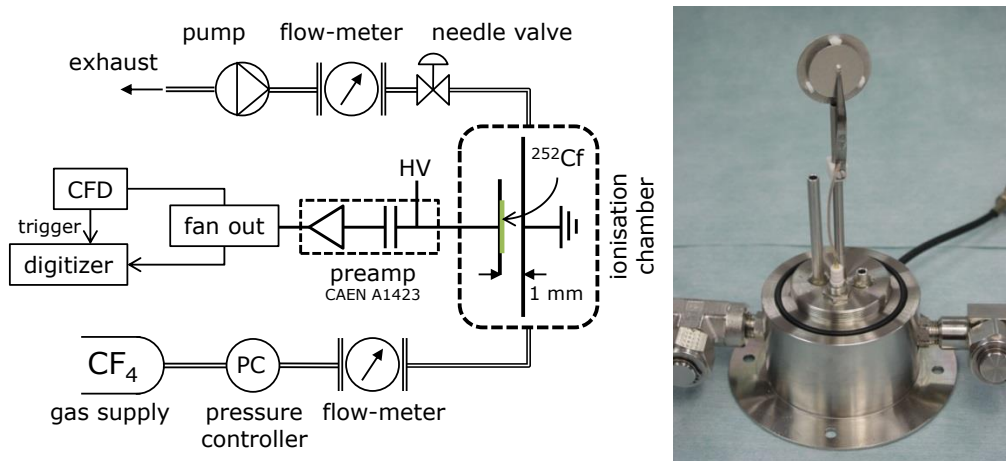 pump
flow-meter
needle valve
exhaust
HV
²⁵²Cf
CFD
trigger
digitizer
fan out
preamp
CAEN A1423
1 mm
ionisation
chamber
CF₄
gas supply
PC
pressure
controller
flow-meter